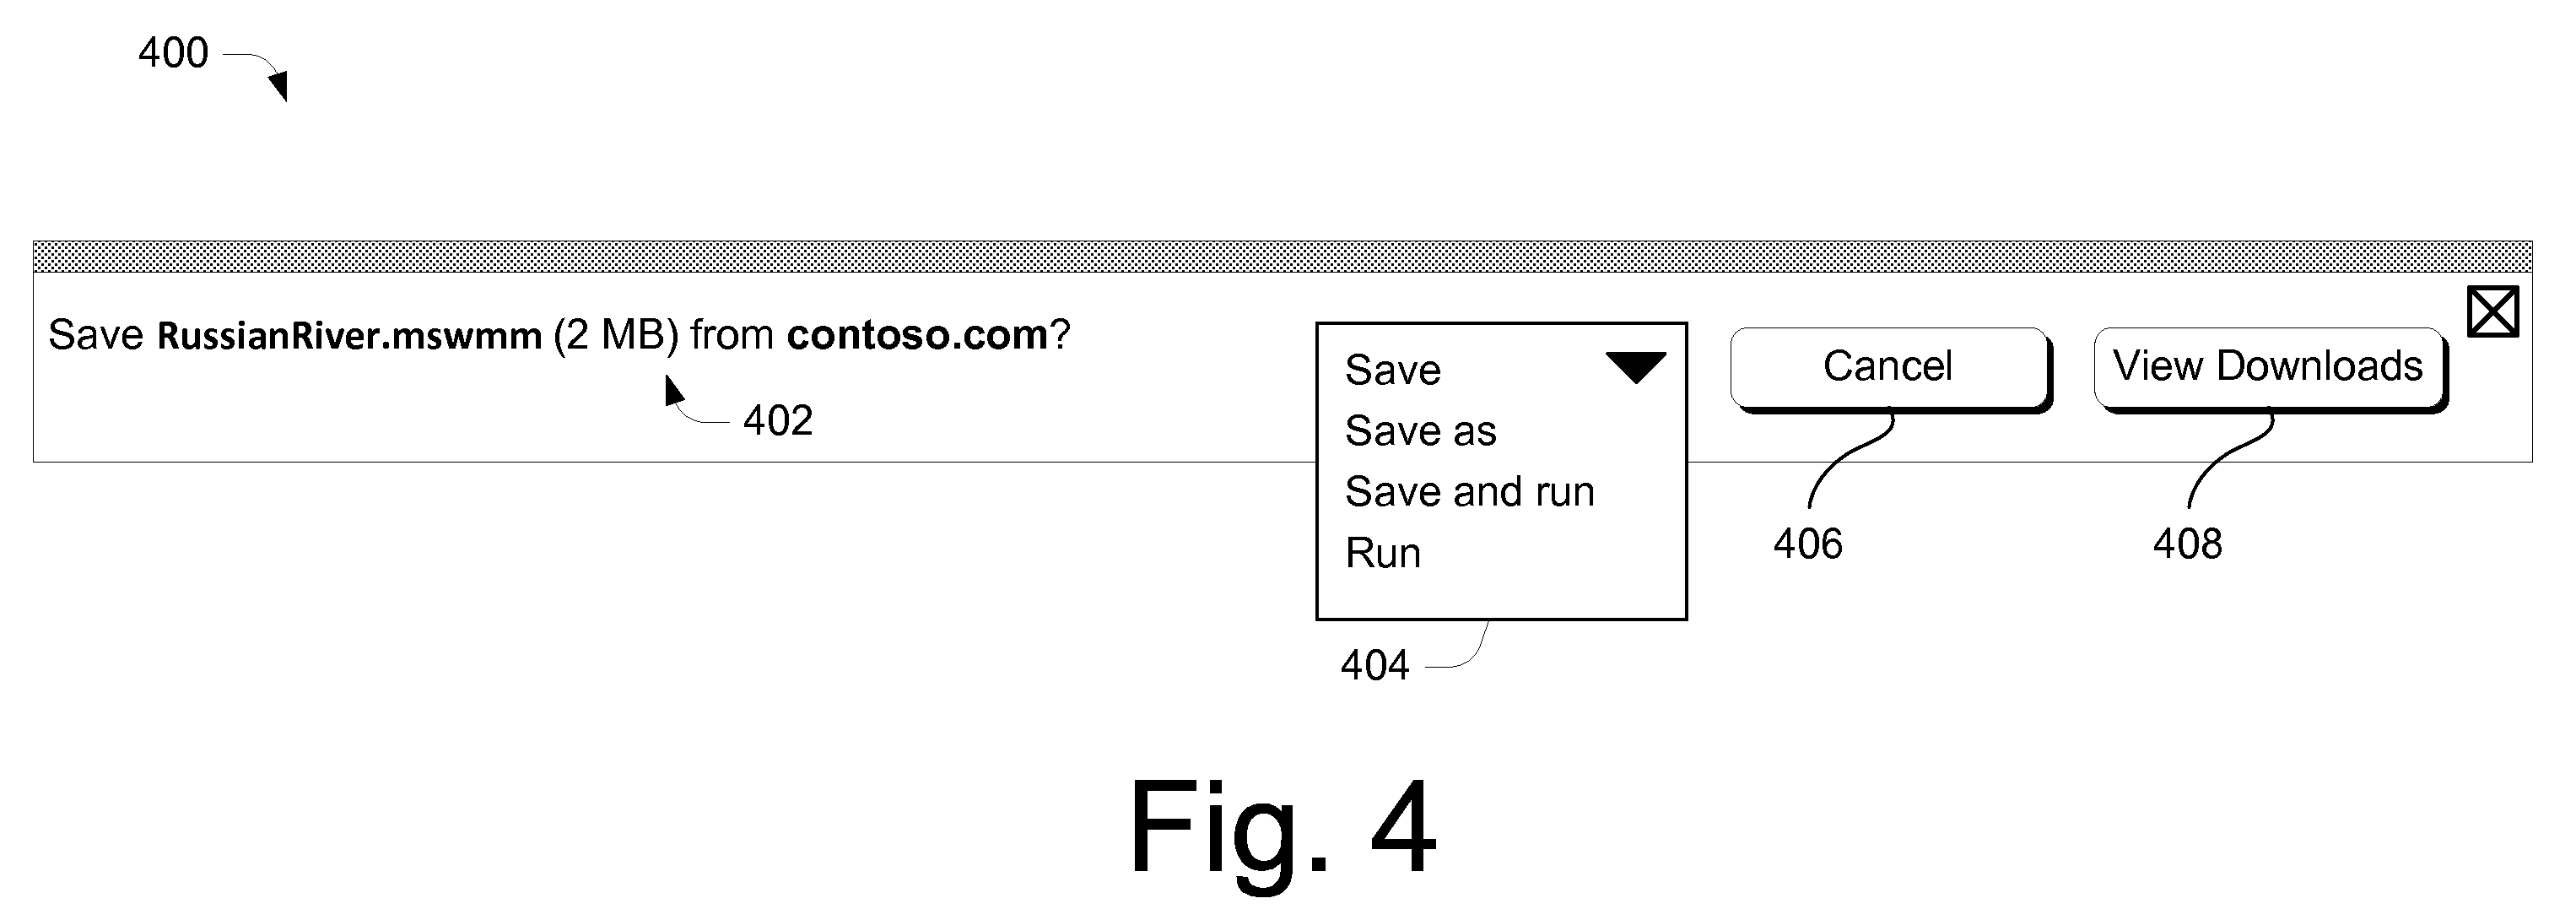 400
Save RussianRiver.mswmm (2 MB) from contoso.com?
402
Save
Save as
Save and run
Run
404
Cancel
406
View Downloads
408
Fig. 4